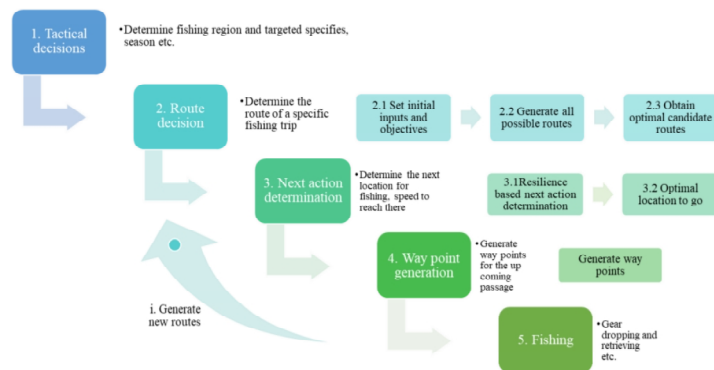 1. Tactical
decisions
•Determine fishing region and targeted specifies,
season etc.
2. Route
decision
•Determine the
route of a specific
fishing trip
2.1 Set initial
inputs and
objectives
2.2 Generate all
possible routes
2.3 Obtain
optimal candidate
routes
3. Next action
determination
•Determine the next
location for
fishing, speed to
reach there
3.1Resilience
based next action
determination
3.2 Optimal
location to go
4. Way point
generation
•Generate
way points
for the up
coming
passage
Generate way
points
i. Generate
new routes
5. Fishing
•Gear
dropping and
retrieving
etc.